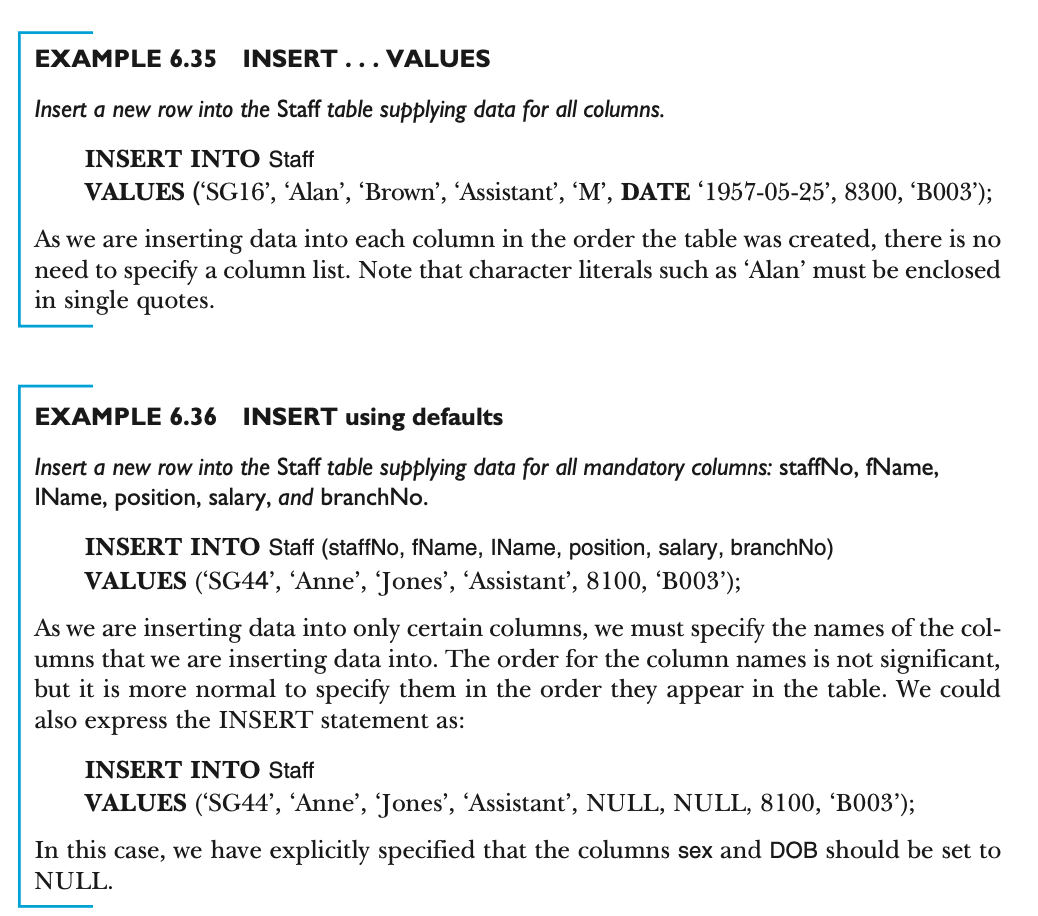 EXAMPLE 6.35 INSERT . . . VALUES
Insert a new row into the Staff table supplying data for all columns.
INSERT INTO Staff
VALUES (‘SG16’, ‘Alan’, ‘Brown’, ‘Assistant’, ‘M’, DATE ‘1957-05-25’, 8300, ‘B003’);
As we are inserting data into each column in the order the table was created, there is no
need to specify a column list. Note that character literals such as ‘Alan’ must be enclosed
in single quotes.
EXAMPLE 6.36 INSERT using defaults
Insert a new row into the Staff table supplying data for all mandatory columns: staffNo, fName,
lName, position, salary, and branchNo.
INSERT INTO Staff (staffNo, fName, lName, position, salary, branchNo)
VALUES (‘SG44’, ‘Anne’, ‘Jones’, ‘Assistant’, 8100, ‘B003’);
As we are inserting data into only certain columns, we must specify the names of the col-
umns that we are inserting data into. The order for the column names is not significant,
but it is more normal to specify them in the order they appear in the table. We could
also express the INSERT statement as:
INSERT INTO Staff
VALUES (‘SG44’, ‘Anne’, ‘Jones’, ‘Assistant’, NULL, NULL, 8100, ‘B003’);
In this case, we have explicitly specified that the columns sex and DOB should be set to
NULL.